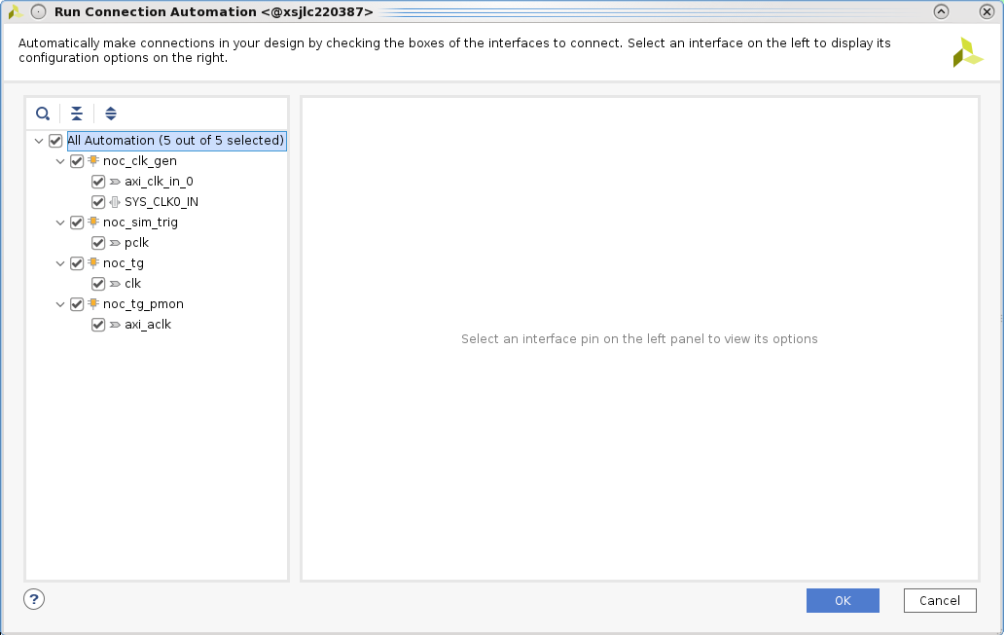 Run Connection Automation <@xsjlc220387>
Automatically make connections in your design by checking the boxes of the interfaces to connect. Select an interface on the left to display its
configuration options on the right.
All Automation (5 out of 5 selected)
noc_clk_gen
axi_clk_in_0
SYS_CLK0_IN
noc_sim_trig
pclk
noc_tg
clk
noc_tg_pmon
axi_aclk
Select an interface pin on the left panel to view its options
?
OK
Cancel